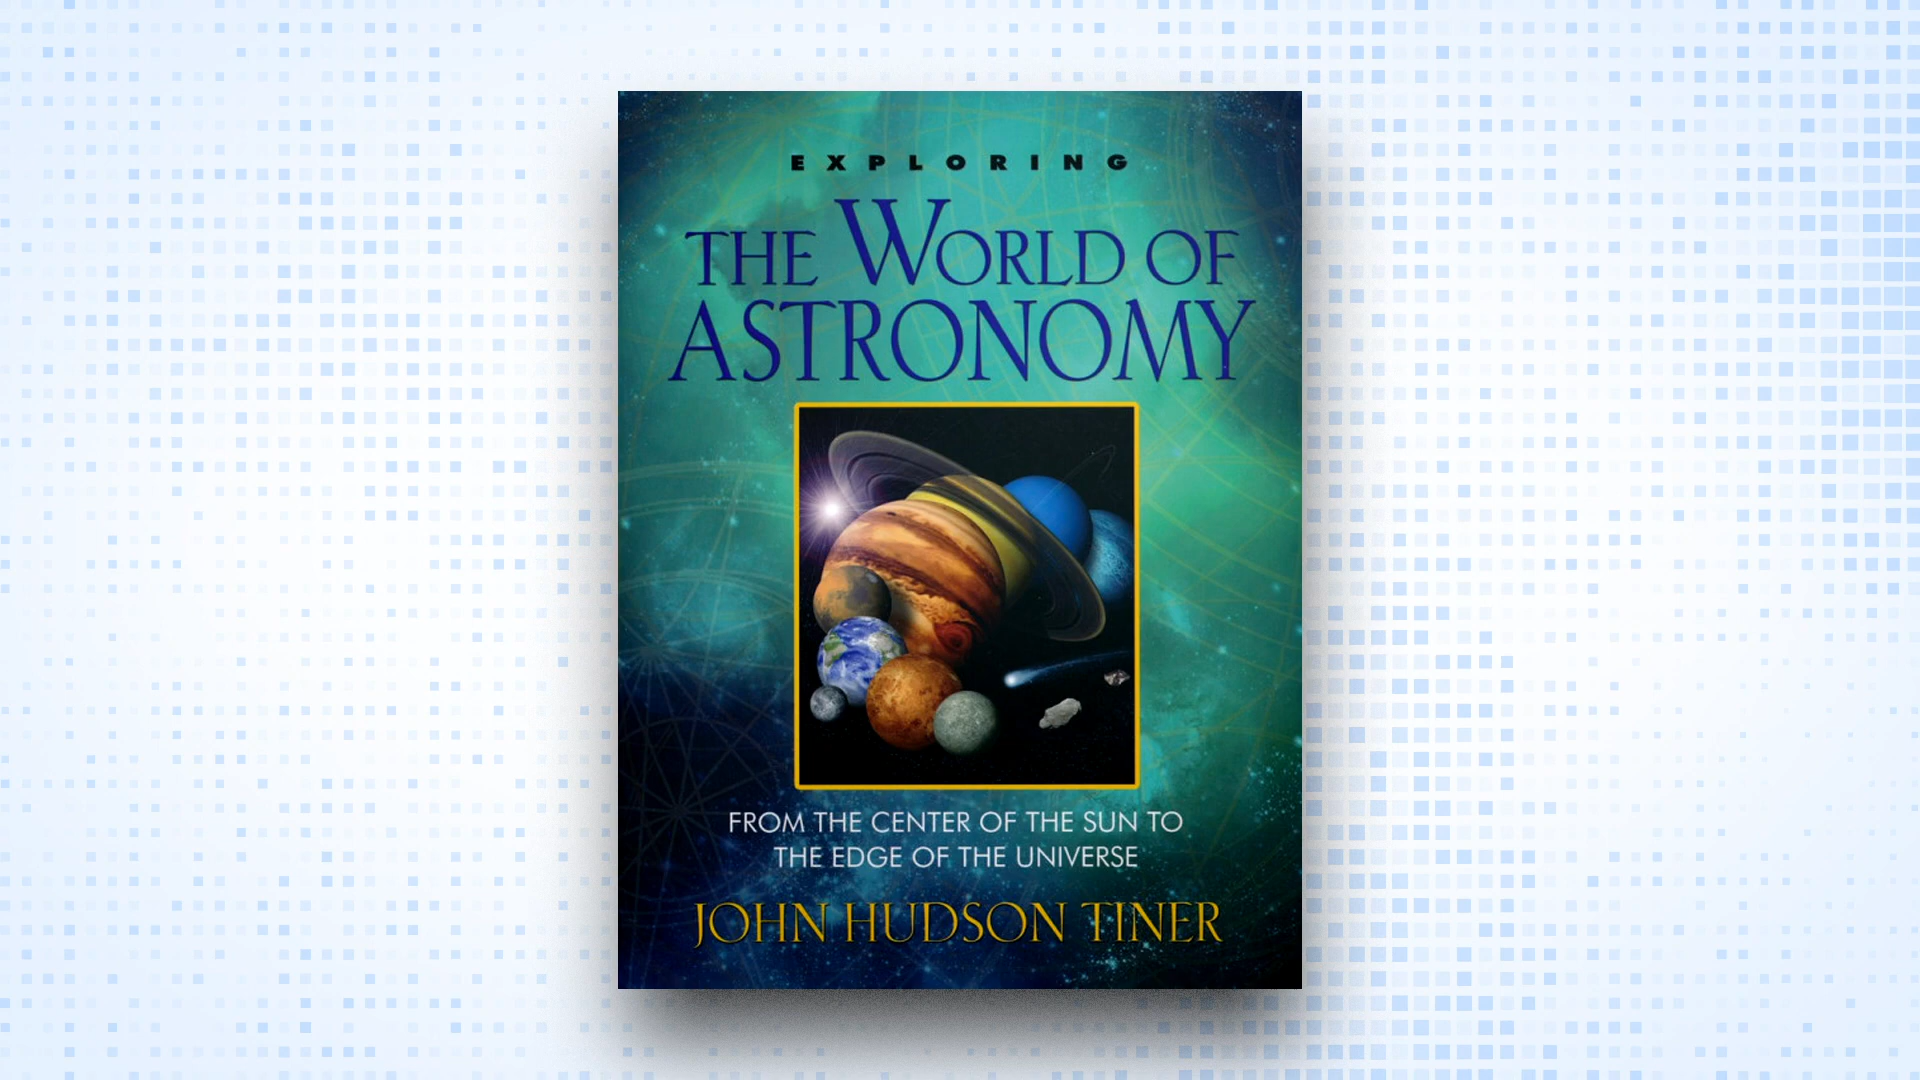 EXPLORING
THE WORLD OF
ASTRONOMY
FROM THE CENTER OF THE SUN TO
THE EDGE OF THE UNIVERSE
JOHN HUDSON TINER